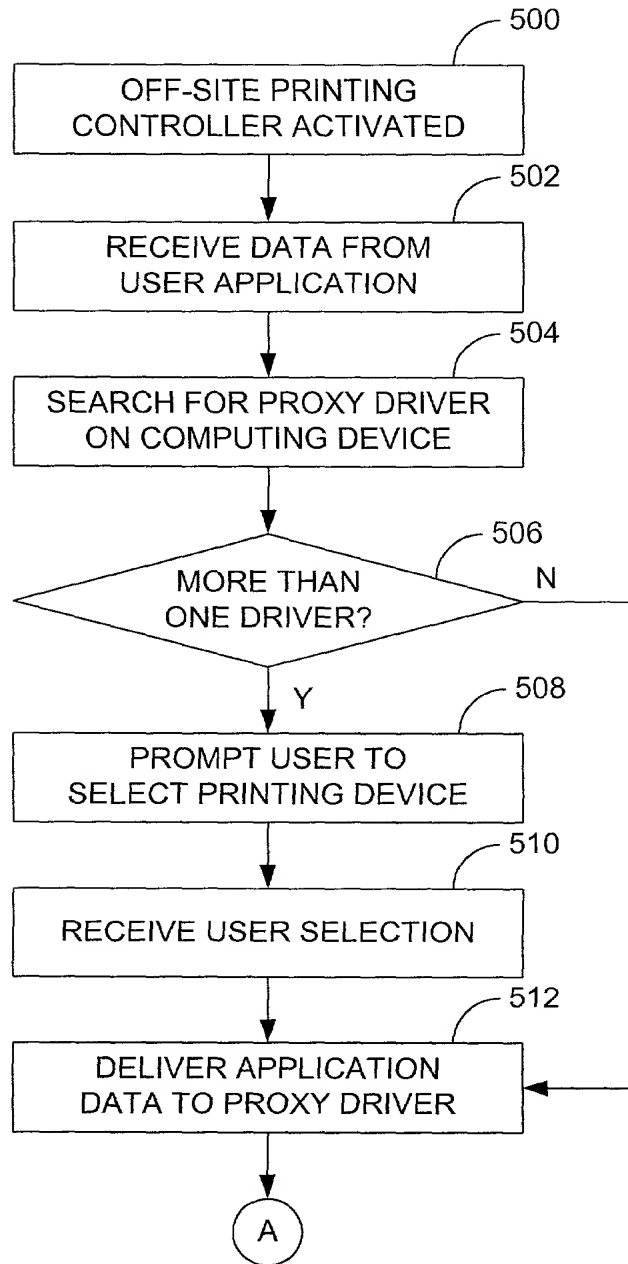 500
OFF-SITE PRINTING
CONTROLLER ACTIVATED
502
RECEIVE DATA FROM
USER APPLICATION
504
SEARCH FOR PROXY DRIVER
ON COMPUTING DEVICE
506
MORE THAN
ONE DRIVER?
N
Y
508
PROMPT USER TO
SELECT PRINTING DEVICE
510
RECEIVE USER SELECTION
512
DELIVER APPLICATION
DATA TO PROXY DRIVER
A